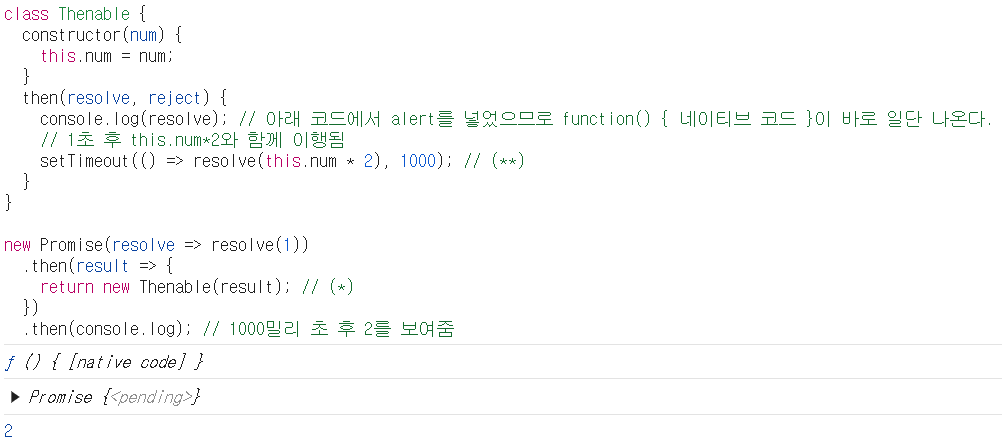 class Thenable {
  constructor(num) {
    this.num = num;
  }
  then(resolve, reject) {
    console.log(resolve); // 아래 코드에서 alert를 넣었으므로 function() { 네이티브 코드 }이 바로 일단 나온다.
    // 1초 후 this.num*2와 함께 이행됨
    setTimeout(() => resolve(this.num * 2), 1000); // (**)
  }
}

new Promise(resolve => resolve(1))
  .then(result => {
    return new Thenable(result); // (*)
  })
  .then(console.log); // 1000밀리 초 후 2를 보여줌
ƒ () { [native code] }
▶ Promise {<pending>}
2